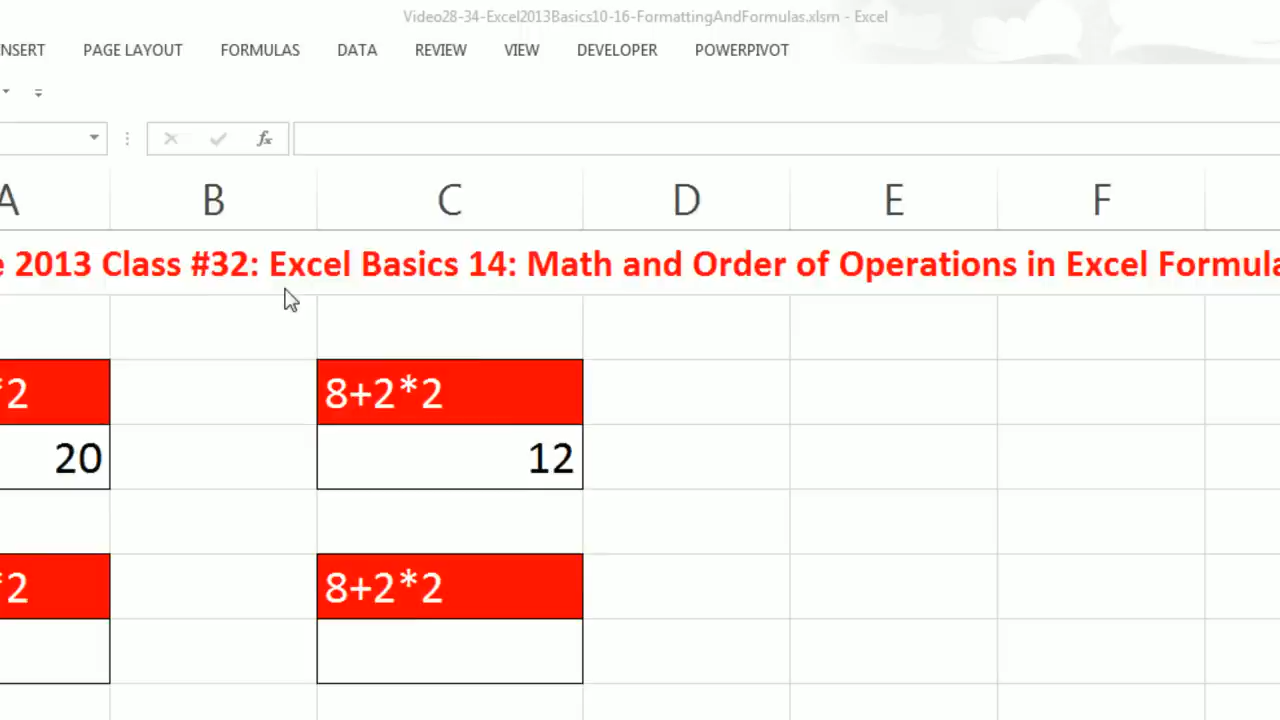 Video28-34-Excel2013Basics10-16-FormattingAndFormulas.xlsm - Excel
NSERT PAGE LAYOUT FORMULAS DATA REVIEW VIEW DEVELOPER POWERPIVOT
fx
A B C D E F
e 2013 Class #32: Excel Basics 14: Math and Order of Operations in Excel Formula
*2 8+2*2
20 12
*2 8+2*2